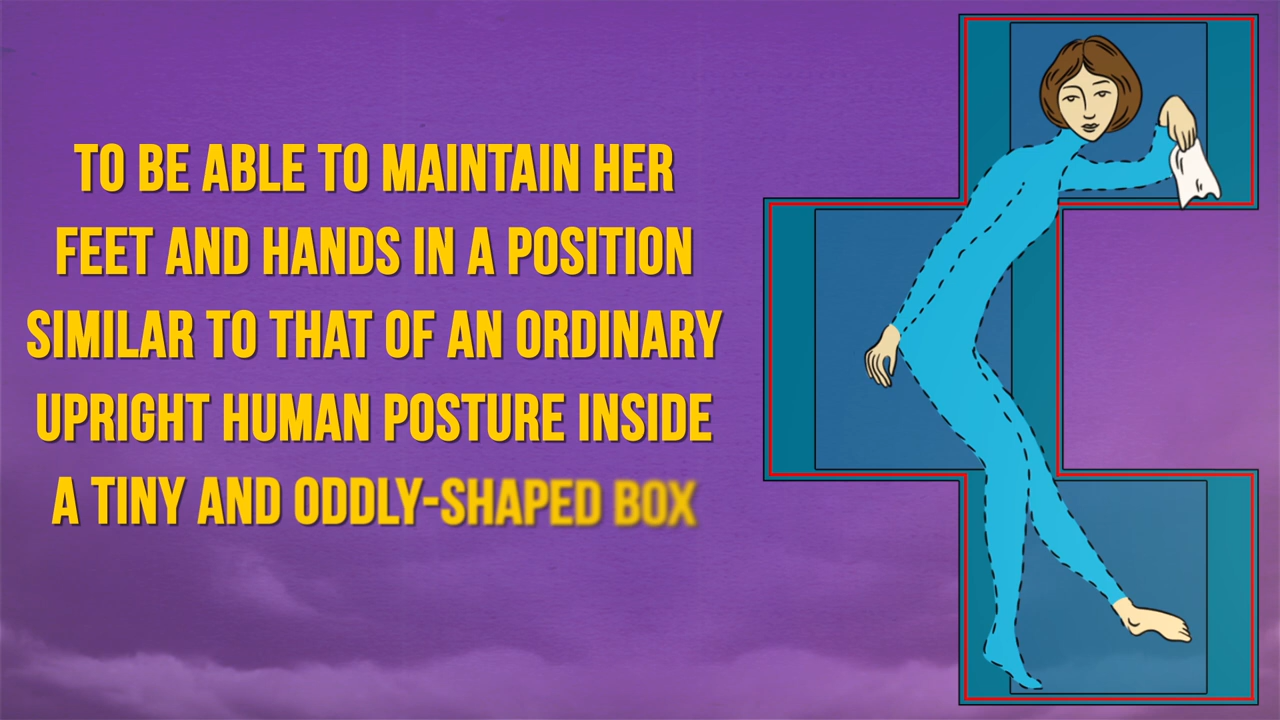 TO BE ABLE TO MAINTAIN HER
FEET AND HANDS IN A POSITION
SIMILAR TO THAT OF AN ORDINARY
UPRIGHT HUMAN POSTURE INSIDE
A TINY AND ODDLY-SHAPED BOX